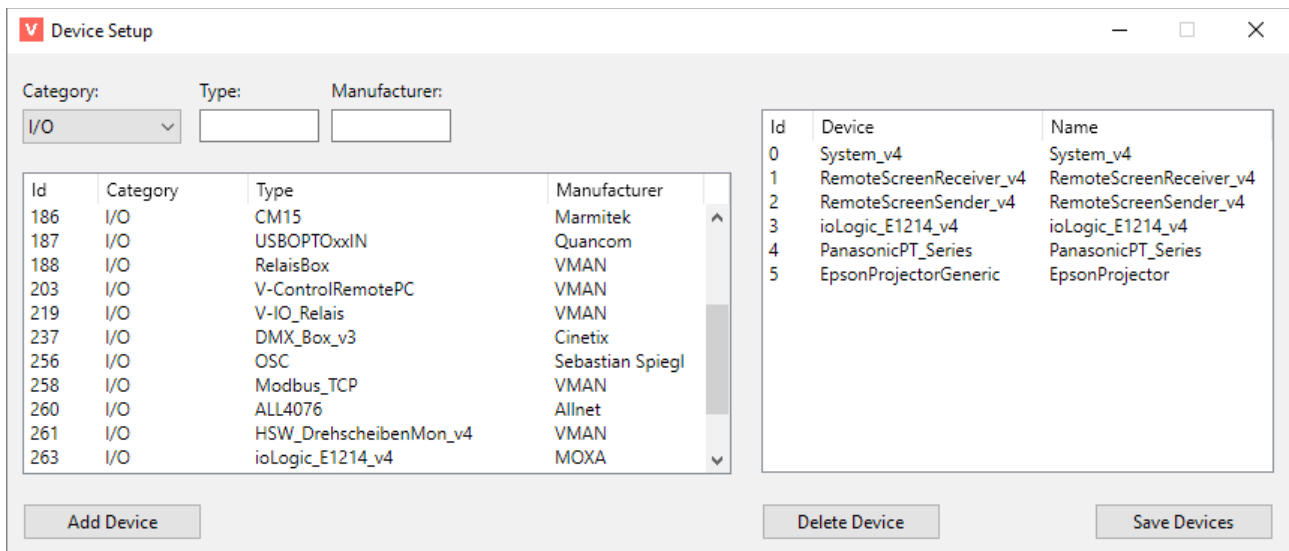 V Device Setup
Category: Type: Manufacturer:
I/O
Id Category Type Manufacturer
186 I/O CM15 Marmitek
187 I/O USBOPTOxxIN Quancom
188 I/O RelaisBox VMAN
203 I/O V-ControlRemotePC VMAN
219 I/O V-IO_Relais VMAN
237 I/O DMX_Box_v3 Cinetix
256 I/O OSC Sebastian Spiegl
258 I/O Modbus_TCP VMAN
260 I/O ALL4076 Allnet
261 I/O HSW_DrehscheibenMon_v4 VMAN
263 I/O ioLogic_E1214_v4 MOXA
Add Device
Id Device Name
0 System_v4 System_v4
1 RemoteScreenReceiver_v4 RemoteScreenReceiver_v4
2 RemoteScreenSender_v4 RemoteScreenSender_v4
3 ioLogic_E1214_v4 ioLogic_E1214_v4
4 PanasonicPT_Series PanasonicPT_Series
5 EpsonProjectorGeneric EpsonProjector
Delete Device Save Devices